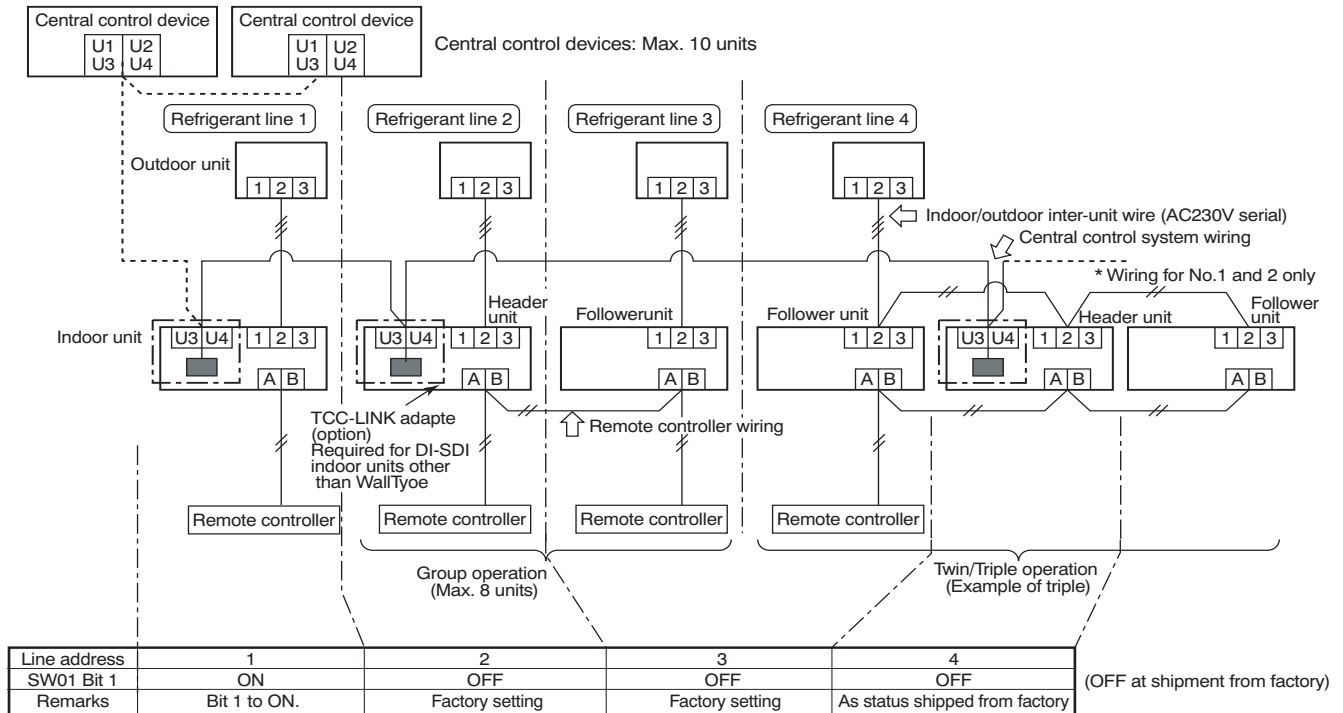 Central control device
U1 U2
U3 U4
Central control device
U1 U2
U3 U4
Central control devices: Max. 10 units
Refrigerant line 1
Refrigerant line 2
Refrigerant line 3
Refrigerant line 4
Outdoor unit
1 2 3
1 2 3
1 2 3
1 2 3
Indoor/outdoor inter-unit wire (AC230V serial)
Central control system wiring
* Wiring for No.1 and 2 only
Indoor unit
U3 U4
1 2 3
A B
Header
unit
U3 U4
1 2 3
A B
Followerunit
1 2 3
A B
Follower unit
1 2 3
A B
Header unit
U3 U4
1 2 3
A B
Follower
unit
1 2 3
A B
TCC-LINK adapte
(option)
Required for DI-SDI
indoor units other
than WallTyoe
Remote controller wiring
Remote controller
Remote controller
Remote controller
Remote controller
Group operation
(Max. 8 units)
Twin/Triple operation
(Example of triple)
Line address 1 2 3 4
SW01 Bit 1 ON OFF OFF OFF
(OFF at shipment from factory)
Remarks Bit 1 to ON. Factory setting Factory setting As status shipped from factory